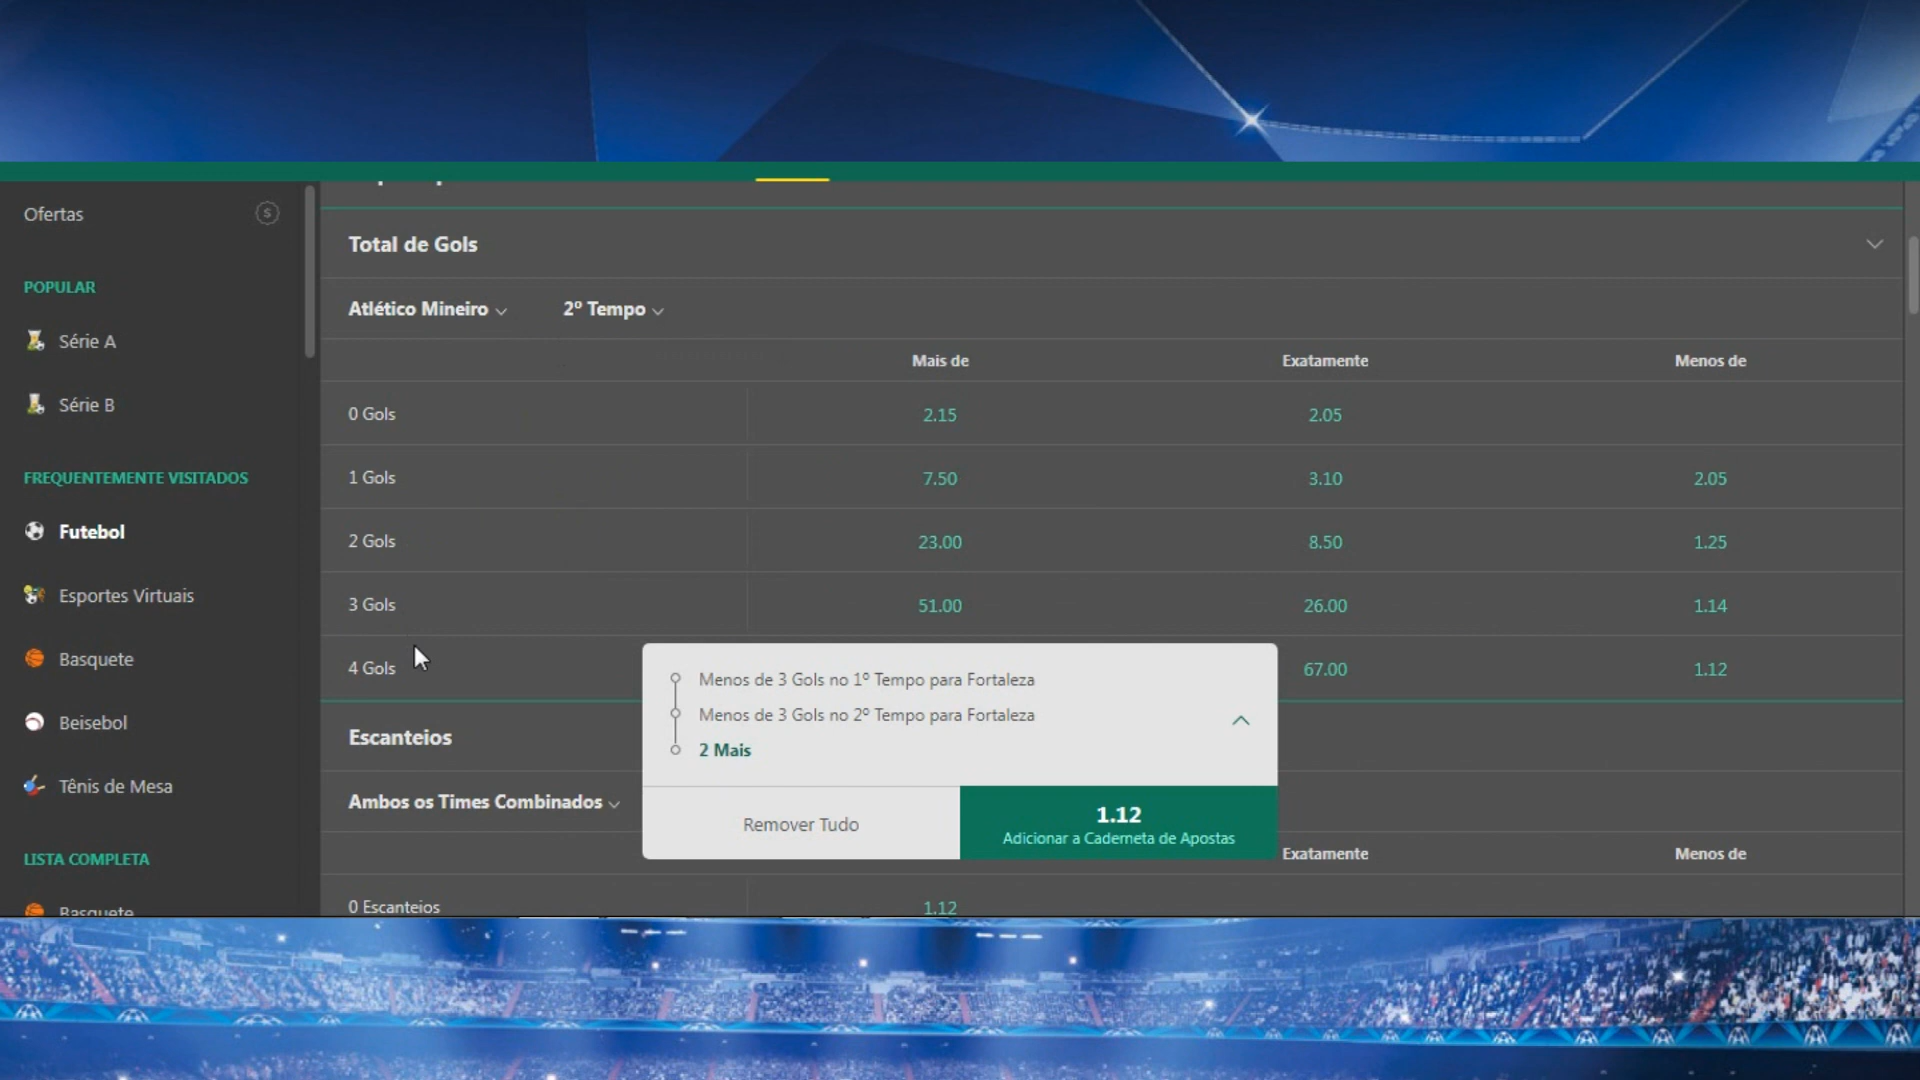 Ofertas
POPULAR
Série A
Série B
FREQUENTEMENTE VISITADOS
Futebol
Esportes Virtuais
Basquete
Beisebol
Tênis de Mesa
LISTA COMPLETA
Basquete
Total de Gols
Atlético Mineiro 2º Tempo
Mais de Exatamente Menos de
0 Gols 2.15 2.05
1 Gols 7.50 3.10 2.05
2 Gols 23.00 8.50 1.25
3 Gols 51.00 26.00 1.14
4 Gols 67.00 1.12
Menos de 3 Gols no 1º Tempo para Fortaleza
Menos de 3 Gols no 2º Tempo para Fortaleza
2 Mais
Remover Tudo
1.12
Adicionar a Caderneta de Apostas
Escanteios
Ambos os Times Combinados
Exatamente Menos de
0 Escanteios 1.12